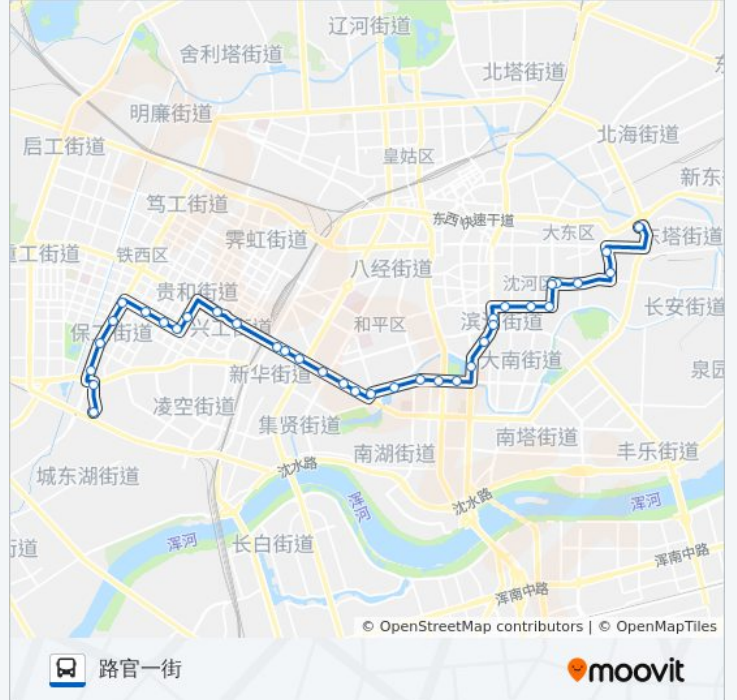 辽河街道
舍利塔街道
北塔街道
明廉街道
北海街道
启工街道
皇姑区
新东
笃工街道
东西快速干道
霁虹街道
大东区
东塔街道
重工街道
铁西区
八经街道
沈河区
贵和街道
长安街道
保工街道
兴工街道
和平区
滨河街道
大南街道
新华街道
泉园
凌空街道
集贤街道
南塔街道
南湖街道
丰乐街道
沈水路
城东湖街道
沈水路
浑河
浑河
浑河
长白街道
街道
浑南中路
浑南中路
© OpenStreetMap contributors | © OpenMapTiles
路官一街
moovit